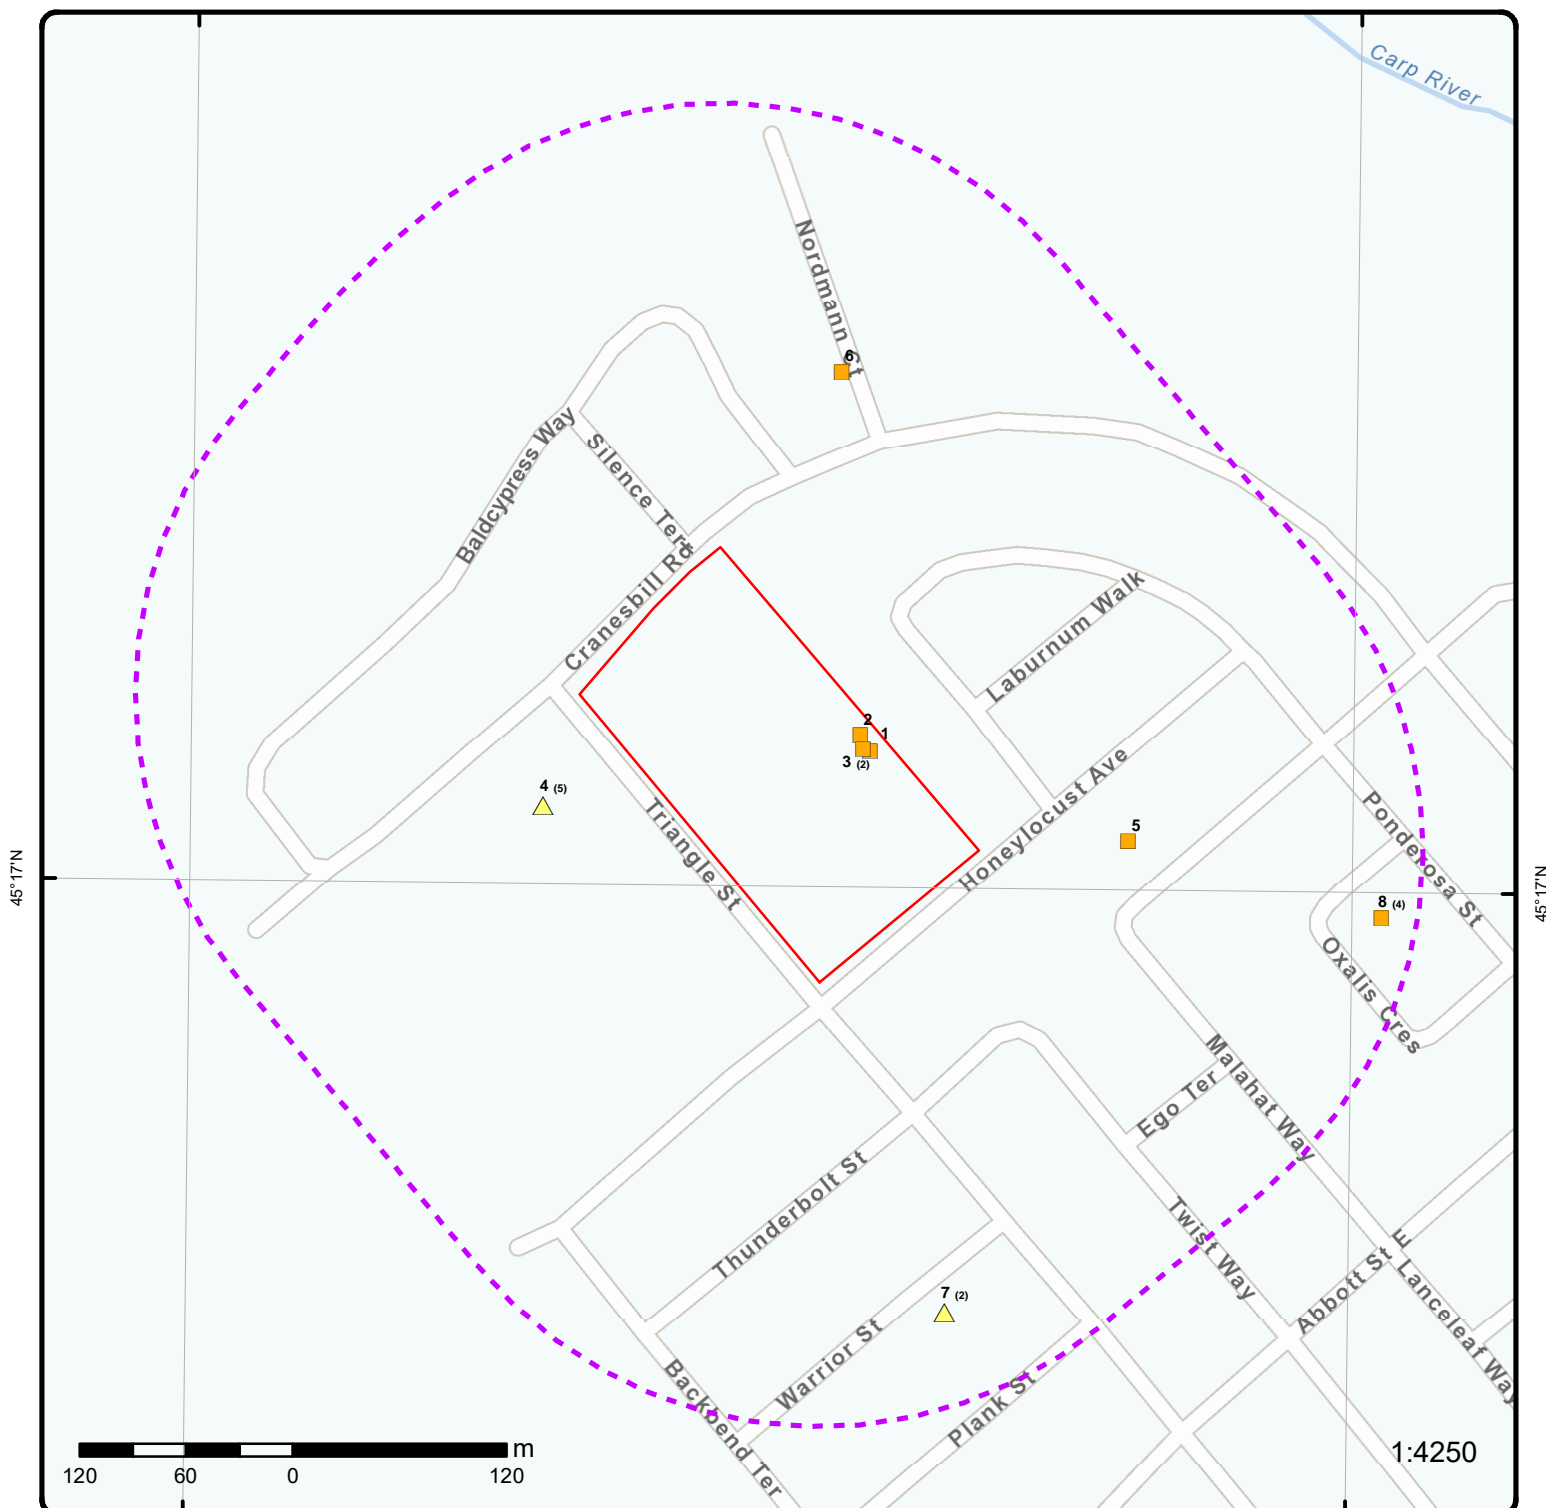 Carp River
Nordmann Ct
6
Baldcypress Way
Silence Ter
Cranesbill Rd
Laburnum Walk
2
1
3 (2)
4 (5)
Triangle St
Honeylocust Ave
5
Ponderosa St
8 (4)
Oxalis Cres
45°17'N
45°17'N
Malahat Way
Ego Ter
Thunderbolt St
Twist Way
Abbott St E
Lanceleaf Way
7 (2)
Warrior St
Plank St
Backbend Ter
m
120 60 0 120
1:4250